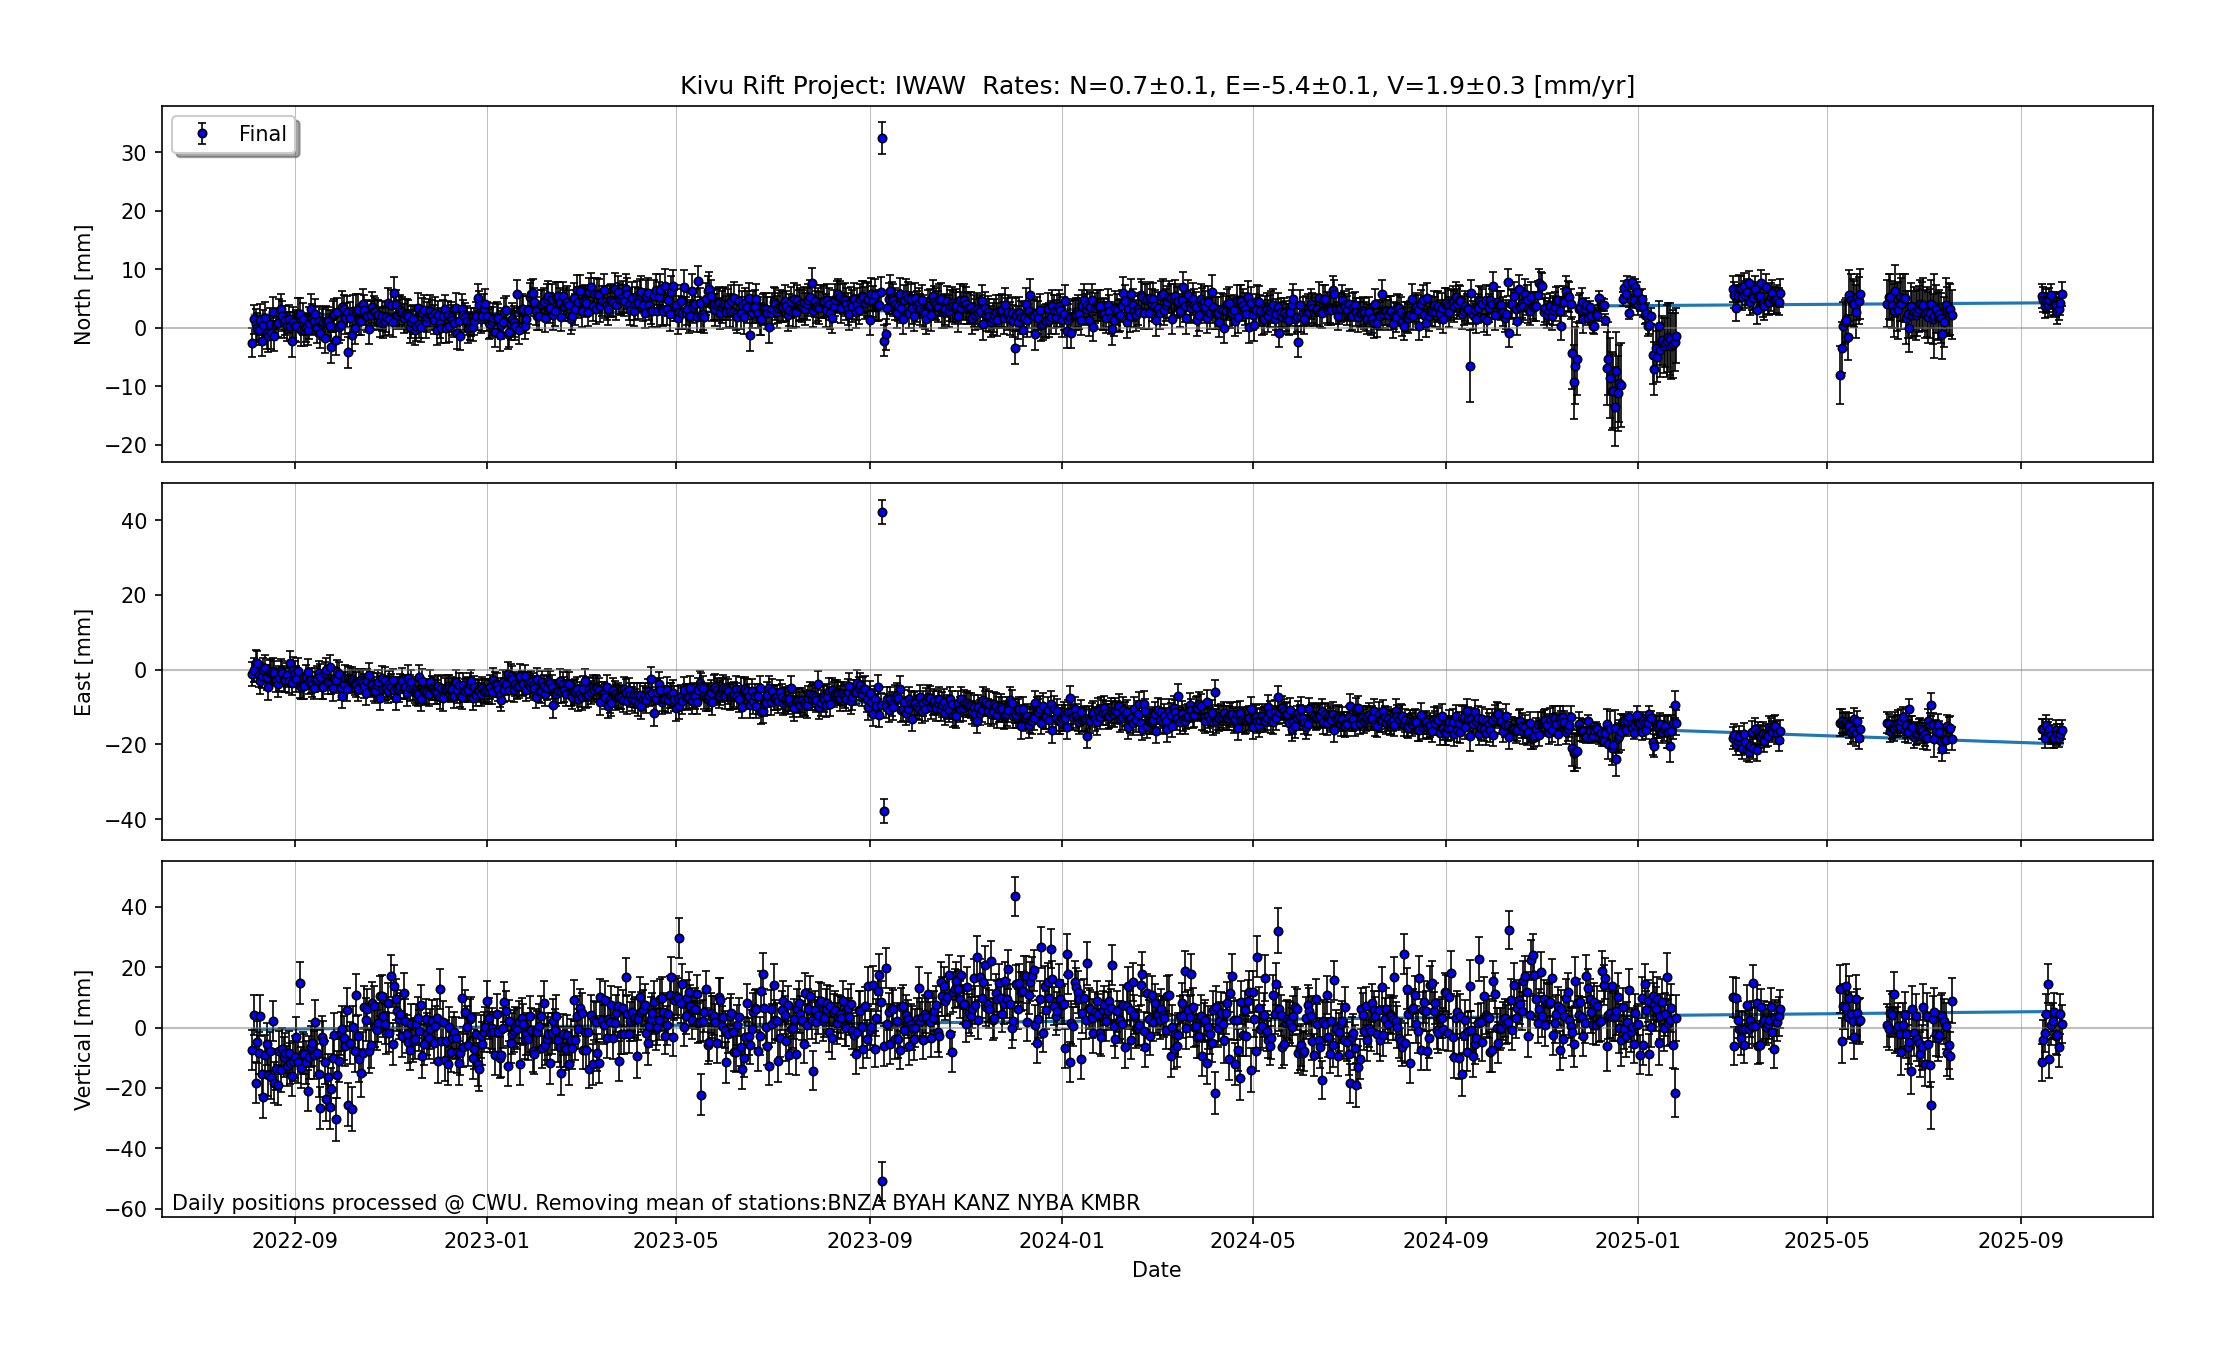 Kivu Rift Project: IWAW  Rates: N=0.7±0.1, E=-5.4±0.1, V=1.9±0.3 [mm/yr]
Final
North [mm]
30
20
10
0
−10
−20
East [mm]
40
20
0
−20
−40
Vertical [mm]
40
20
0
−20
−40
−60
Daily positions processed @ CWU. Removing mean of stations:BNZA BYAH KANZ NYBA KMBR
2022-09 2023-01 2023-05 2023-09 2024-01 2024-05 2024-09 2025-01 2025-05 2025-09
Date